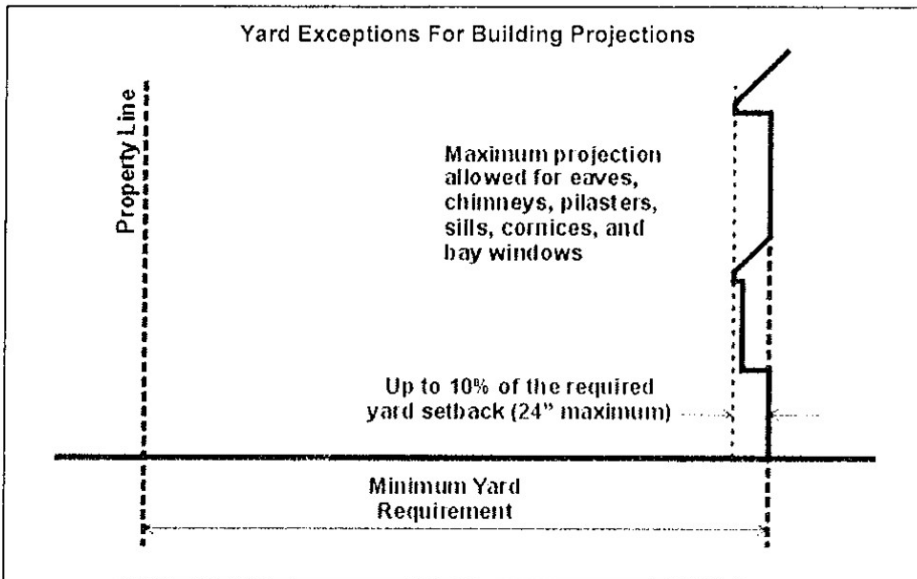 Yard Exceptions For Building Projections
Property Line
Maximum projection
allowed for eaves,
chimneys, pilasters,
sills, cornices, and
bay windows
Up to 10% of the required
yard setback (24” maximum)
Minimum Yard
Requirement